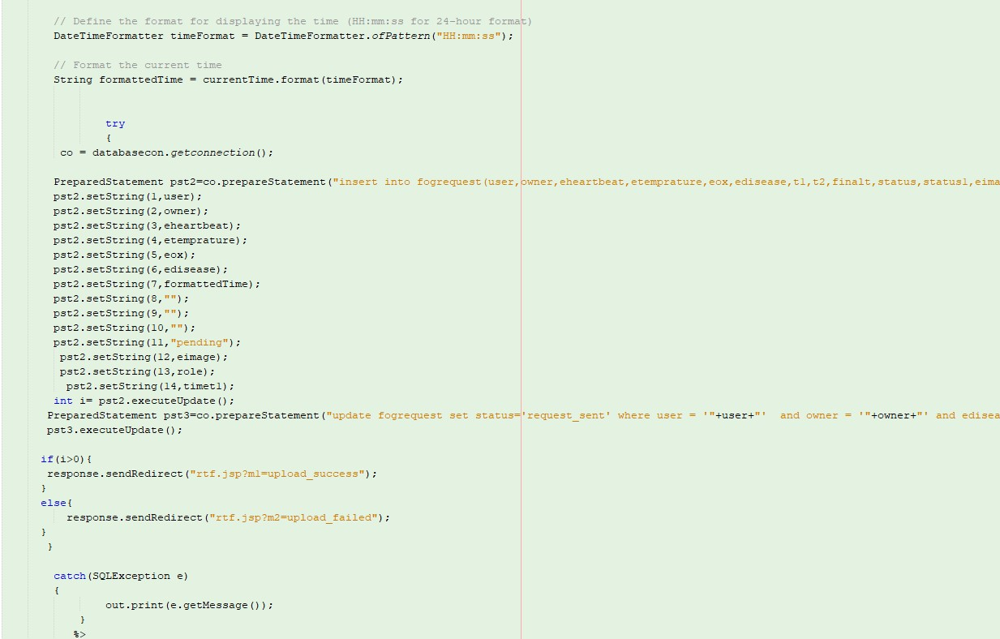 // Define the format for displaying the time (HH:mm:ss for 24-hour format)
DateTimeFormatter timeFormat = DateTimeFormatter.ofPattern("HH:mm:ss");
// Format the current time
String formattedTime = currentTime.format(timeFormat);
try
{
co = databasecon.getconnection();
PreparedStatement pst2=co.prepareStatement("insert into fogrequest(user,owner,eheartbeat,etemprature,eox,edisease,t1,t2,finalt,status,status1,eima
pst2.setString(1,user);
pst2.setString(2,owner);
pst2.setString(3,eheartbeat);
pst2.setString(4,etemprature);
pst2.setString(5,eox);
pst2.setString(6,edisease);
pst2.setString(7,formattedTime);
pst2.setString(8,"");
pst2.setString(9,"");
pst2.setString(10,"");
pst2.setString(11,"pending");
pst2.setString(12,eimage);
pst2.setString(13,role);
pst2.setString(14,timet1);
int i= pst2.executeUpdate();
PreparedStatement pst3=co.prepareStatement("update fogrequest set status='request_sent' where user = '"+user+"'  and owner = '"+owner+"' and edisea
pst3.executeUpdate();
if(i>0){
response.sendRedirect("rtf.jsp?m1=upload_success");
}
else{
response.sendRedirect("rtf.jsp?m2=upload_failed");
}
}
catch(SQLException e)
{
out.print(e.getMessage());
}
%>